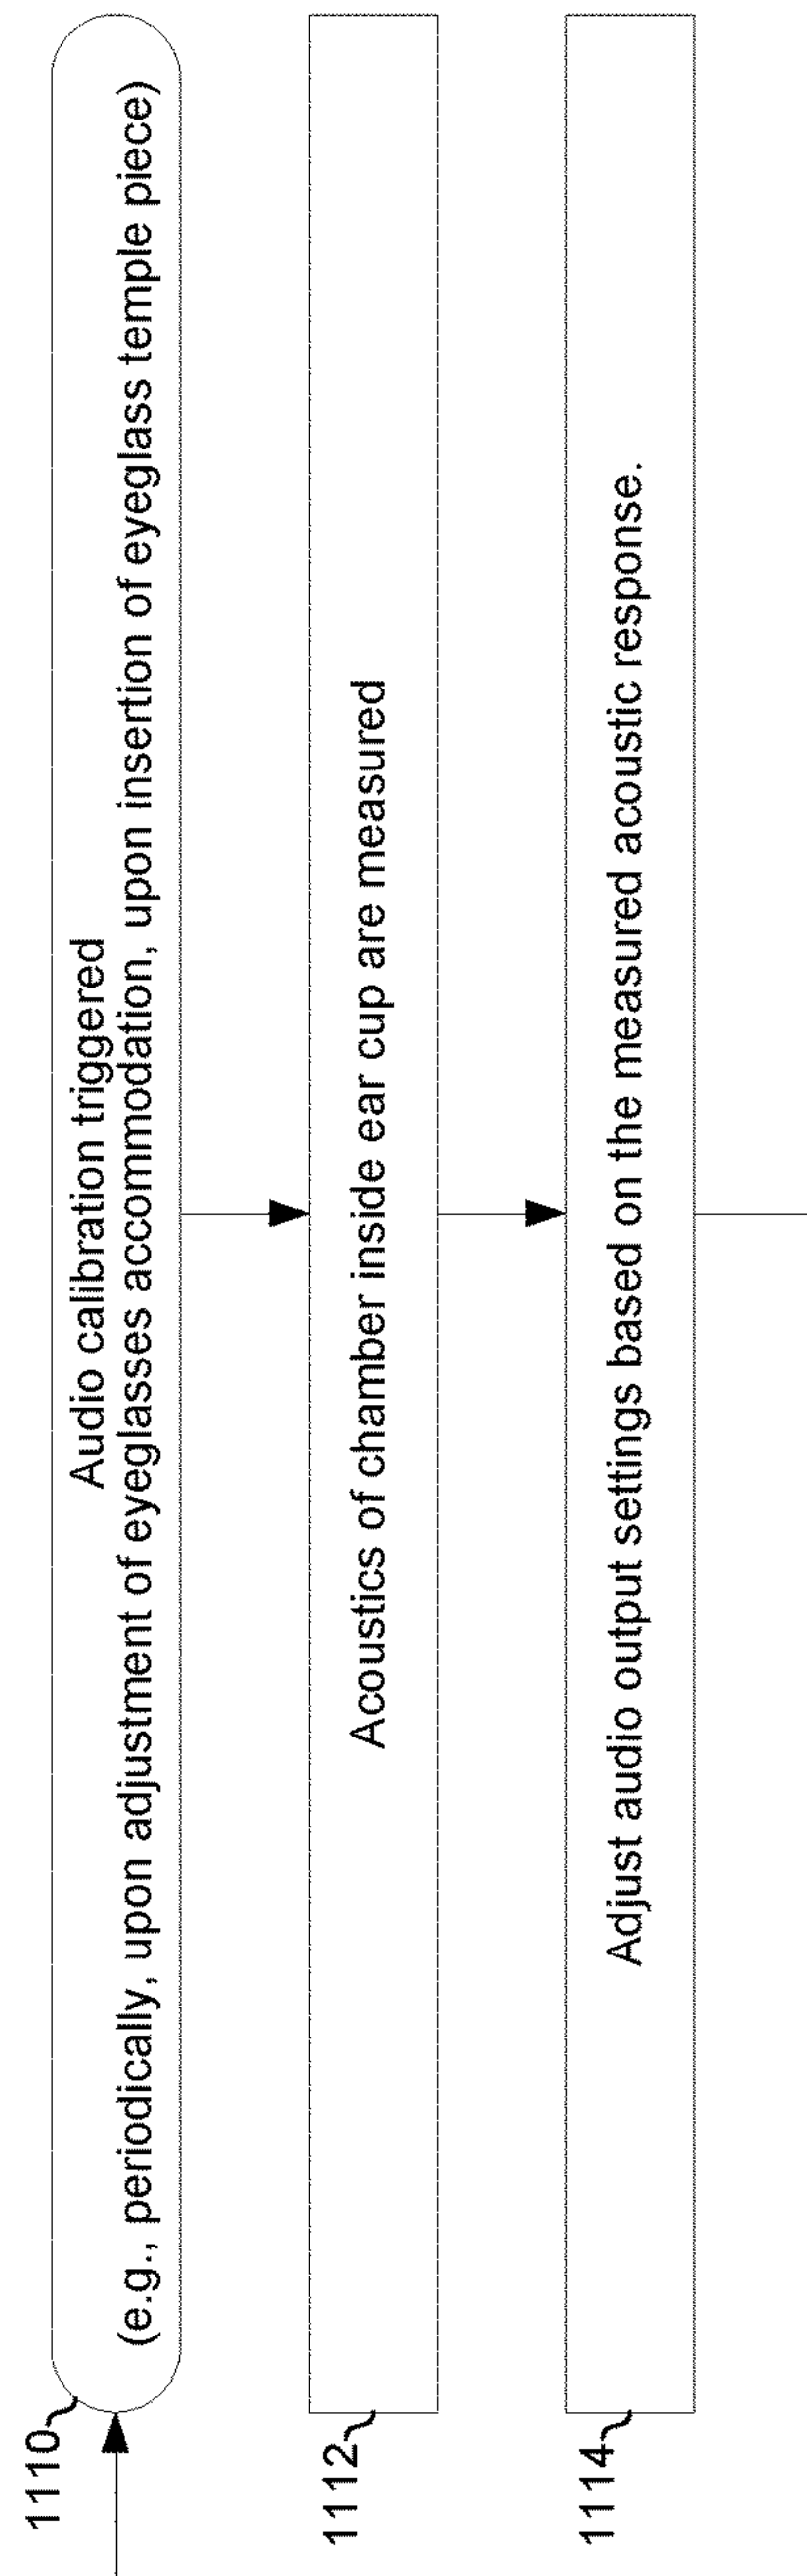 1110
Audio calibration triggered
(e.g., periodically, upon adjustment of eyeglasses accommodation, upon insertion of eyeglass temple piece)
1112
Acoustics of chamber inside ear cup are measured
1114
Adjust audio output settings based on the measured acoustic response.